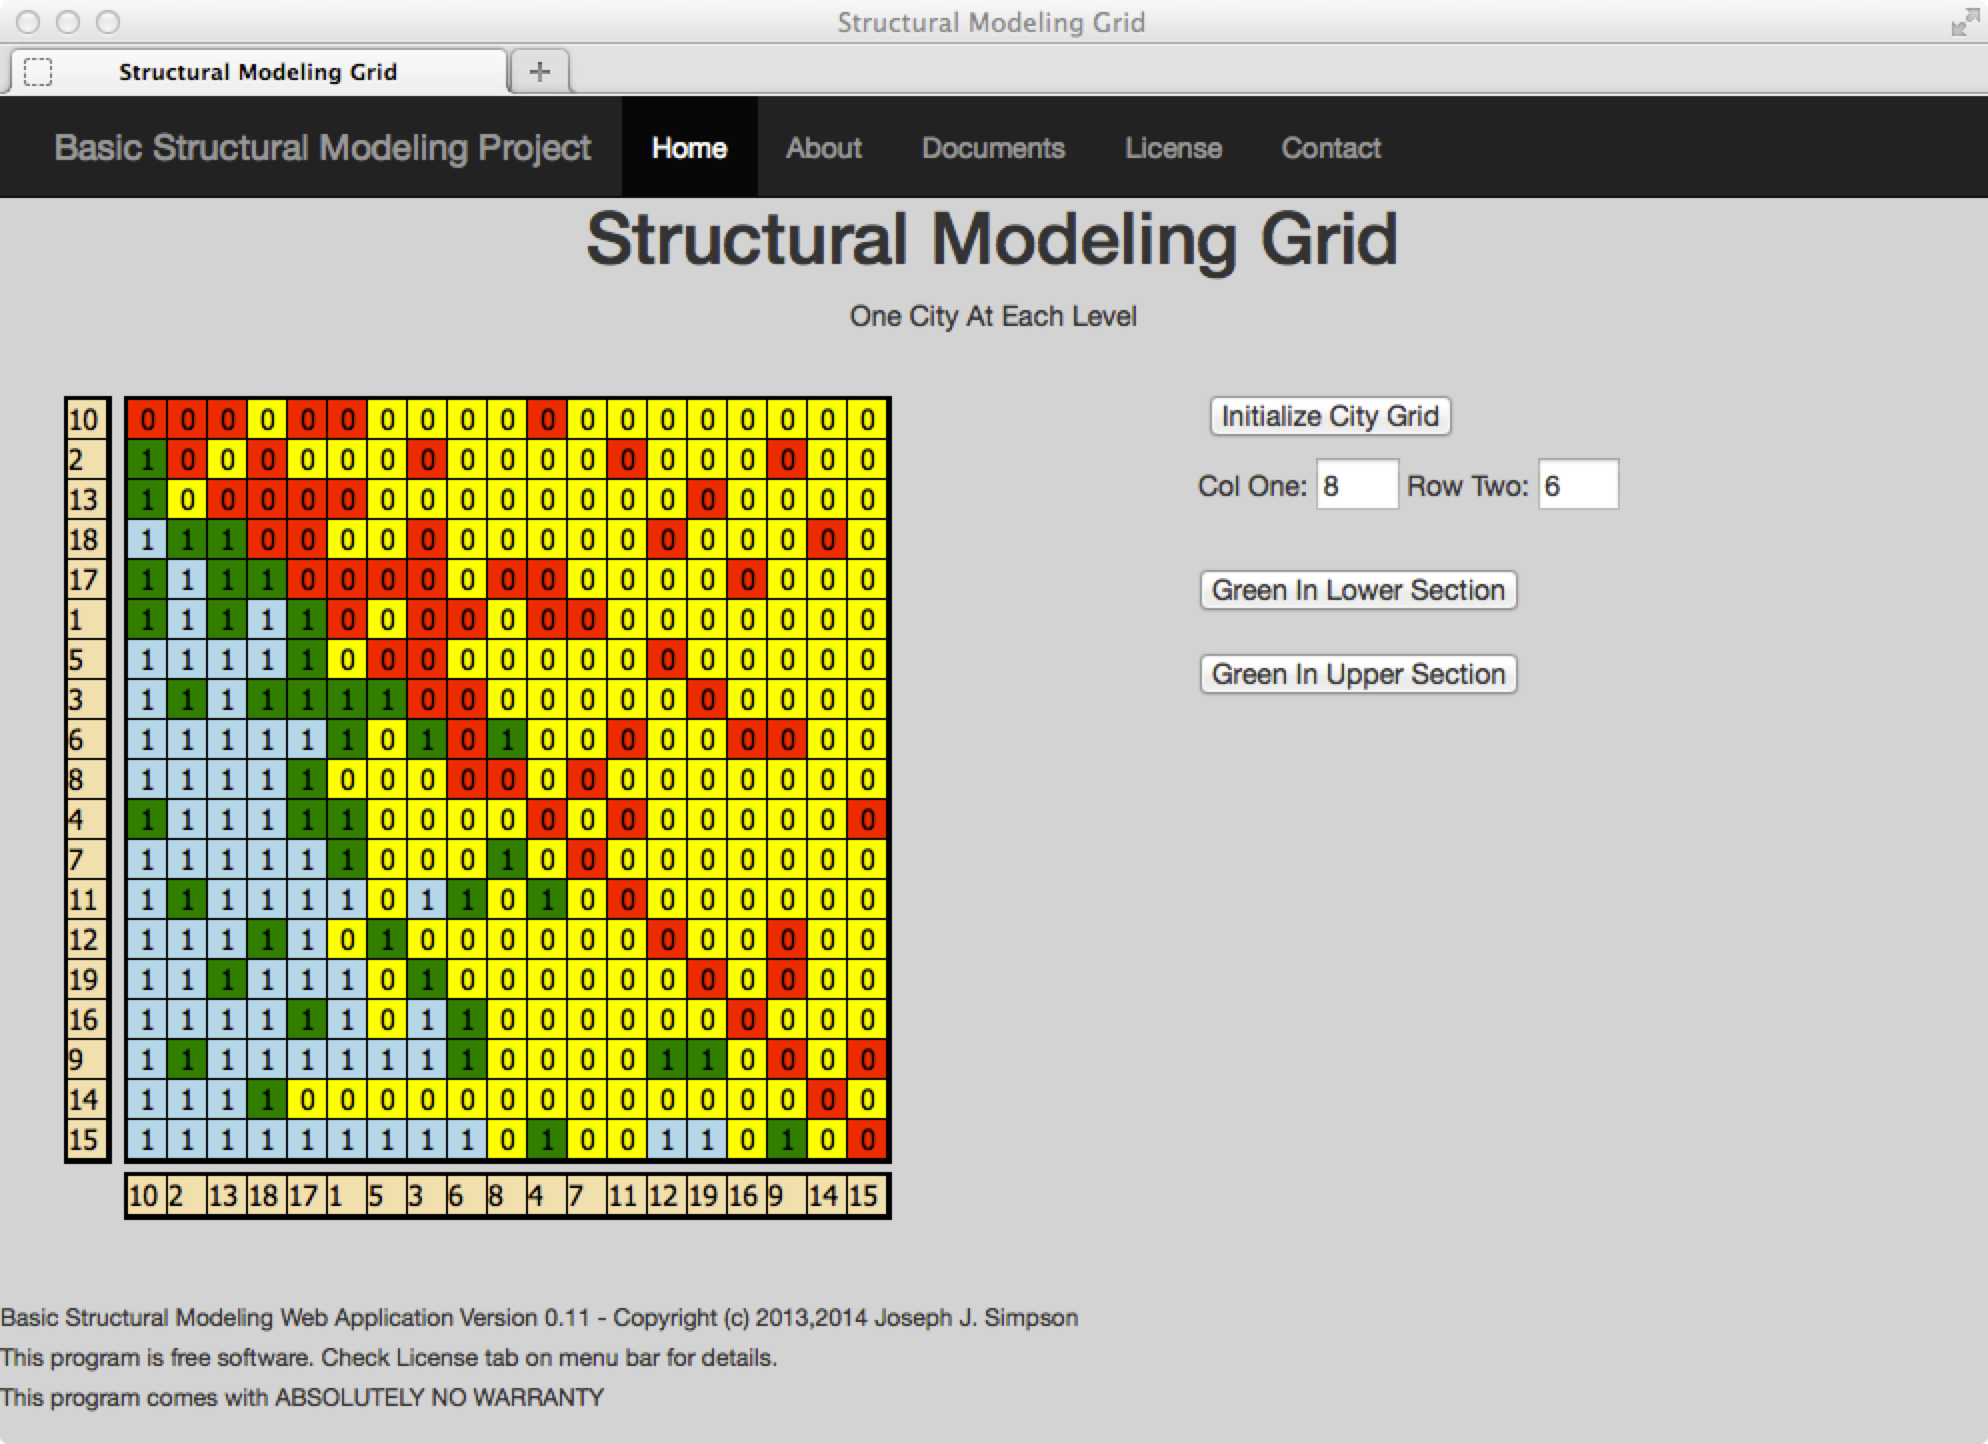 Structural Modeling Grid
Structural Modeling Grid +
Basic Structural Modeling Project Home About Documents License Contact
Structural Modeling Grid
One City At Each Level
Initialize City Grid
Col One: 8 Row Two: 6
Green In Lower Section
Green In Upper Section
10 0 0 0 0 0 0 0 0 0 0 0 0 0 0 0 0 0 0 0
2 1 0 0 0 0 0 0 0 0 0 0 0 0 0 0 0 0 0 0
13 1 0 0 0 0 0 0 0 0 0 0 0 0 0 0 0 0 0 0
18 1 1 1 0 0 0 0 0 0 0 0 0 0 0 0 0 0 0 0
17 1 1 1 1 0 0 0 0 0 0 0 0 0 0 0 0 0 0 0
1 1 1 1 1 1 0 0 0 0 0 0 0 0 0 0 0 0 0 0
5 1 1 1 1 1 0 0 0 0 0 0 0 0 0 0 0 0 0 0
3 1 1 1 1 1 1 1 0 0 0 0 0 0 0 0 0 0 0 0
6 1 1 1 1 1 1 0 1 0 1 0 0 0 0 0 0 0 0 0
8 1 1 1 1 1 0 0 0 0 0 0 0 0 0 0 0 0 0 0
4 1 1 1 1 1 1 0 0 0 0 0 0 0 0 0 0 0 0 0
7 1 1 1 1 1 1 0 0 0 1 0 0 0 0 0 0 0 0 0
11 1 1 1 1 1 1 0 1 1 0 1 0 0 0 0 0 0 0 0
12 1 1 1 1 1 0 1 0 0 0 0 0 0 0 0 0 0 0 0
19 1 1 1 1 1 1 0 1 0 0 0 0 0 0 0 0 0 0 0
16 1 1 1 1 1 1 0 1 1 0 0 0 0 0 0 0 0 0 0
9 1 1 1 1 1 1 1 1 1 0 0 0 0 1 1 0 0 0 0
14 1 1 1 1 0 0 0 0 0 0 0 0 0 0 0 0 0 0 0
15 1 1 1 1 1 1 1 1 1 0 1 0 0 1 1 0 1 0 0
10 2 13 18 17 1 5 3 6 8 4 7 11 12 19 16 9 14 15
Basic Structural Modeling Web Application Version 0.11 - Copyright (c) 2013,2014 Joseph J. Simpson
This program is free software. Check License tab on menu bar for details.
This program comes with ABSOLUTELY NO WARRANTY